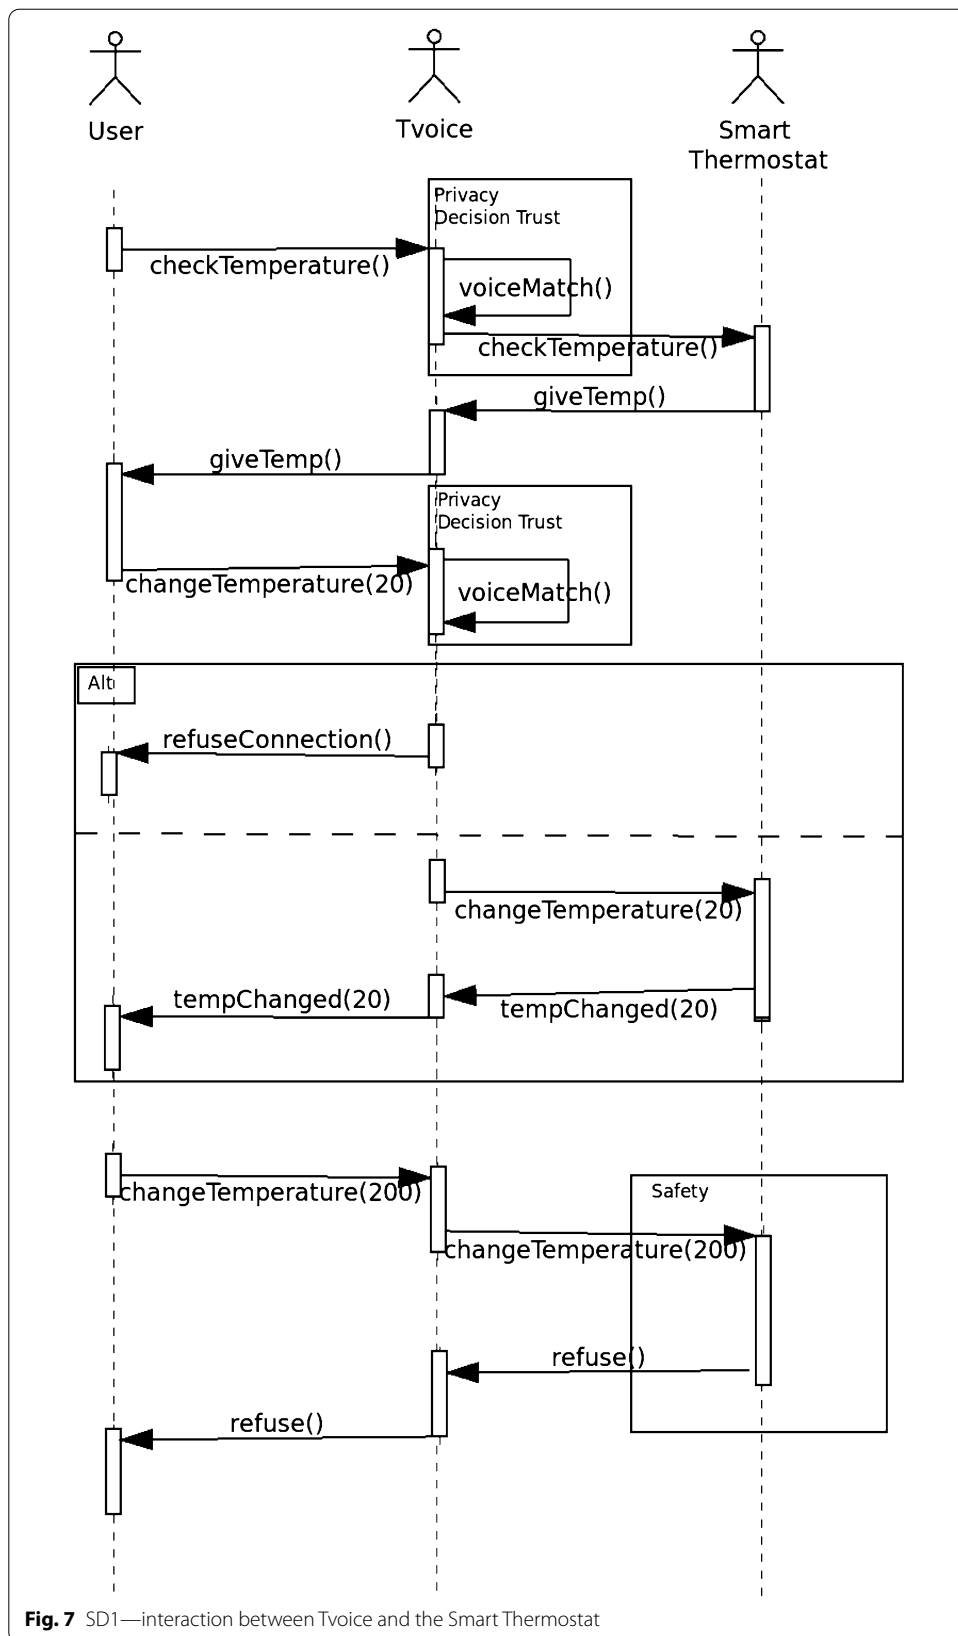 User
Tvoice
Smart
Thermostat
Privacy
Decision Trust
checkTemperature()
voiceMatch()
checkTemperature()
giveTemp()
giveTemp()
Privacy
Decision Trust
changeTemperature(20)
voiceMatch()
Alt
refuseConnection()
changeTemperature(20)
tempChanged(20)
tempChanged(20)
changeTemperature(200)
Safety
changeTemperature(200)
refuse()
refuse()
Fig. 7 SD1—interaction between Tvoice and the Smart Thermostat